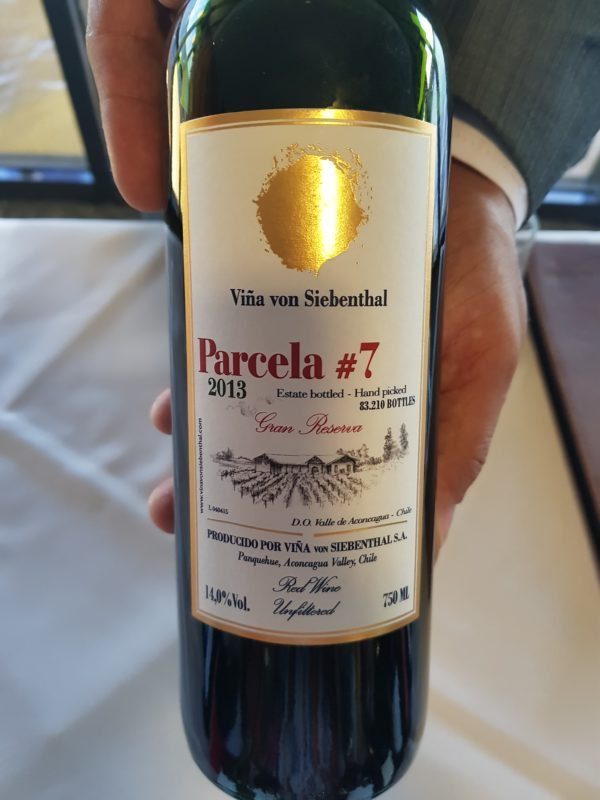 Viña von Siebenthal
Parcela #7
2013
Estate bottled - Hand picked
83.210 BOTTLES
Gran Reserva
www.vinavonsiebenthal.com
L040415
D.O. Valle de Aconcagua - Chile
PRODUCIDO POR VIÑA VON SIEBENTHAL S.A.
Panquehue, Aconcagua Valley, Chile
14,0%Vol.
Red Wine
Unfiltered
750 ML